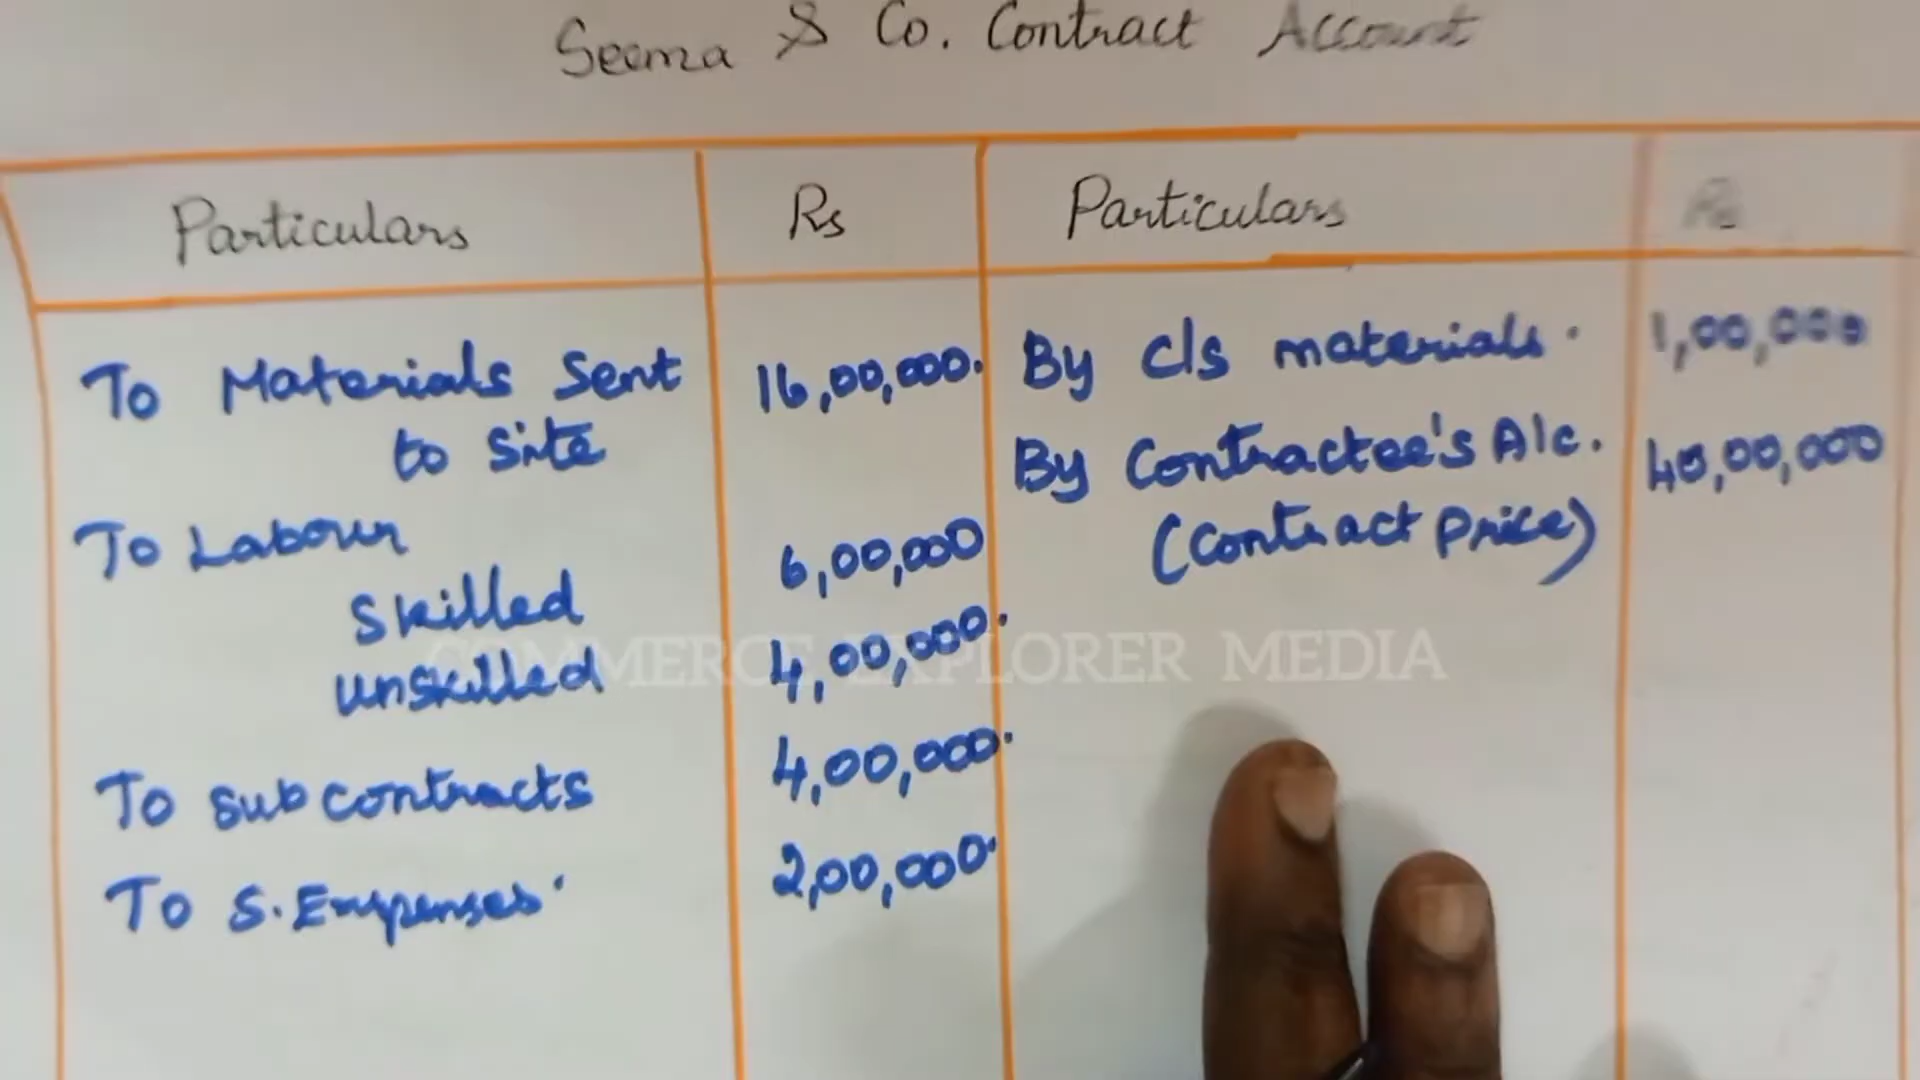 Seema & Co. Contract Account
Particulars Rs Particulars Rs
To Materials Sent 16,00,000. By c/s materials. 1,00,000
to Site By Contractee's A/c. 40,00,000
(Contract price)
To Labour
Skilled 6,00,000
unskilled 4,00,000.
To Sub contracts 4,00,000.
To S. Expenses 2,00,000.
COMMERCE EXPLORER MEDIA